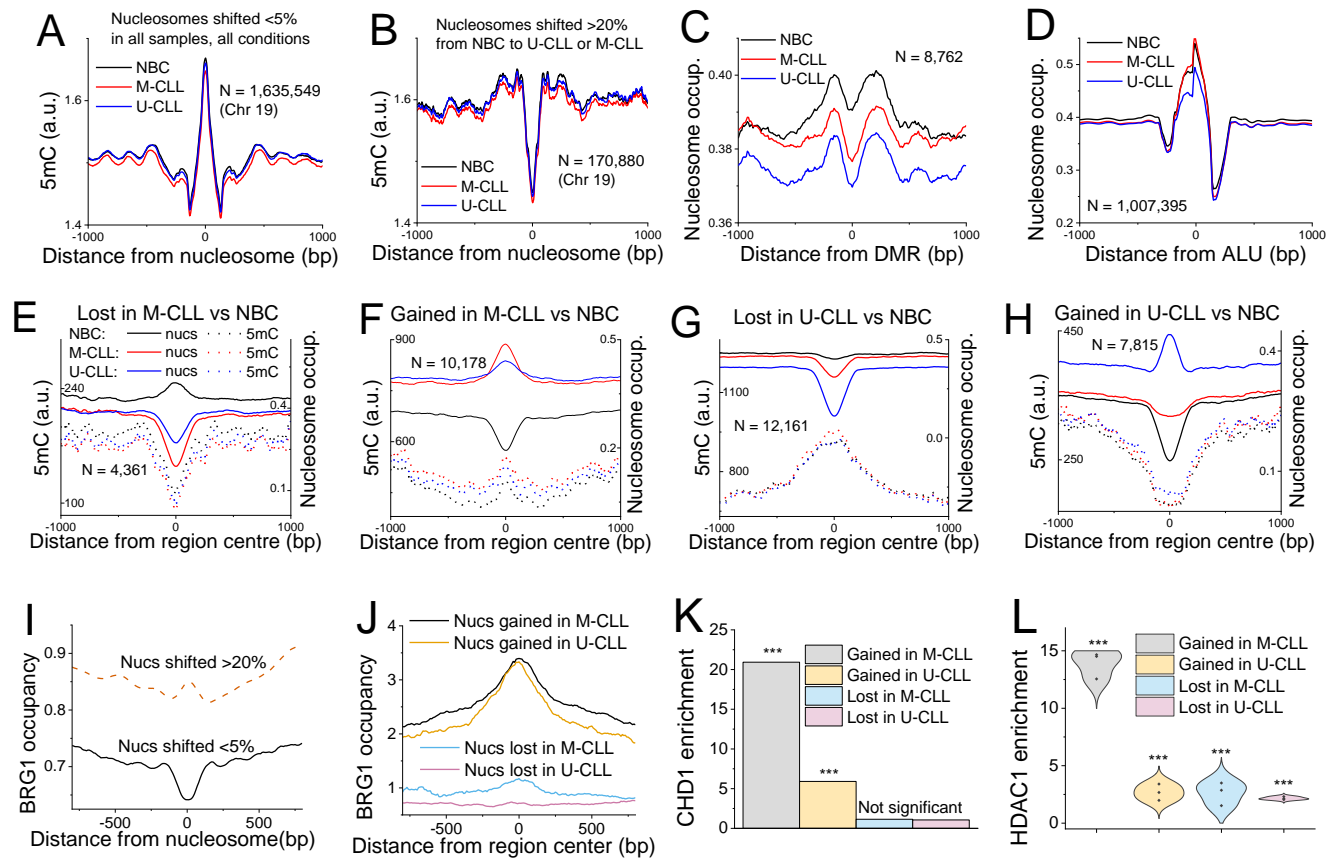 A
Nucleosomes shifted <5%
in all samples, all conditions
NBC
M-CLL
U-CLL
N = 1,635,549
(Chr 19)
5mC (a.u.)
1.6
1.4
-1000
0
1000
Distance from nucleosome (bp)
B
Nucleosomes shifted >20%
from NBC to U-CLL or M-CLL
NBC
M-CLL
U-CLL
N = 170,880
(Chr 19)
5mC (a.u.)
1.6
1.4
-1000
0
1000
Distance from nucleosome (bp)
C
NBC
M-CLL
U-CLL
N = 8,762
Nucleosome occup.
0.40
0.38
0.36
-1000
0
1000
Distance from DMR (bp)
D
NBC
M-CLL
U-CLL
N = 1,007,395
Nucleosome occup.
0.5
0.4
0.3
0.2
-1000
0
1000
Distance from ALU (bp)
E
Lost in M-CLL vs NBC
NBC: nucs 5mC
M-CLL: nucs 5mC
U-CLL: nucs 5mC
N = 4,361
5mC (a.u.)
240
100
Nucleosome occup.
0.4
0.1
-1000
0
1000
Distance from region centre (bp)
F
Gained in M-CLL vs NBC
N = 10,178
5mC (a.u.)
900
600
Nucleosome occup.
0.5
0.2
-1000
0
1000
Distance from region centre (bp)
G
Lost in U-CLL vs NBC
N = 12,161
5mC (a.u.)
1100
800
Nucleosome occup.
0.5
0.0
-1000
0
1000
Distance from region centre (bp)
H
Gained in U-CLL vs NBC
N = 7,815
5mC (a.u.)
450
250
Nucleosome occup.
0.4
0.1
-1000
0
1000
Distance from region centre (bp)
I
Nucs shifted >20%
Nucs shifted <5%
BRG1 occupancy
0.9
0.8
0.7
-500
0
500
Distance from nucleosome(bp)
J
Nucs gained in M-CLL
Nucs gained in U-CLL
Nucs lost in M-CLL
Nucs lost in U-CLL
BRG1 occupancy
4
3
2
1
-500
0
500
Distance from region center (bp)
K
Gained in M-CLL
Gained in U-CLL
Lost in M-CLL
Lost in U-CLL
***
***
Not significant
CHD1 enrichment
25
20
15
10
5
0
L
Gained in M-CLL
Gained in U-CLL
Lost in M-CLL
Lost in U-CLL
***
***
***
***
HDAC1 enrichment
15
10
5
0